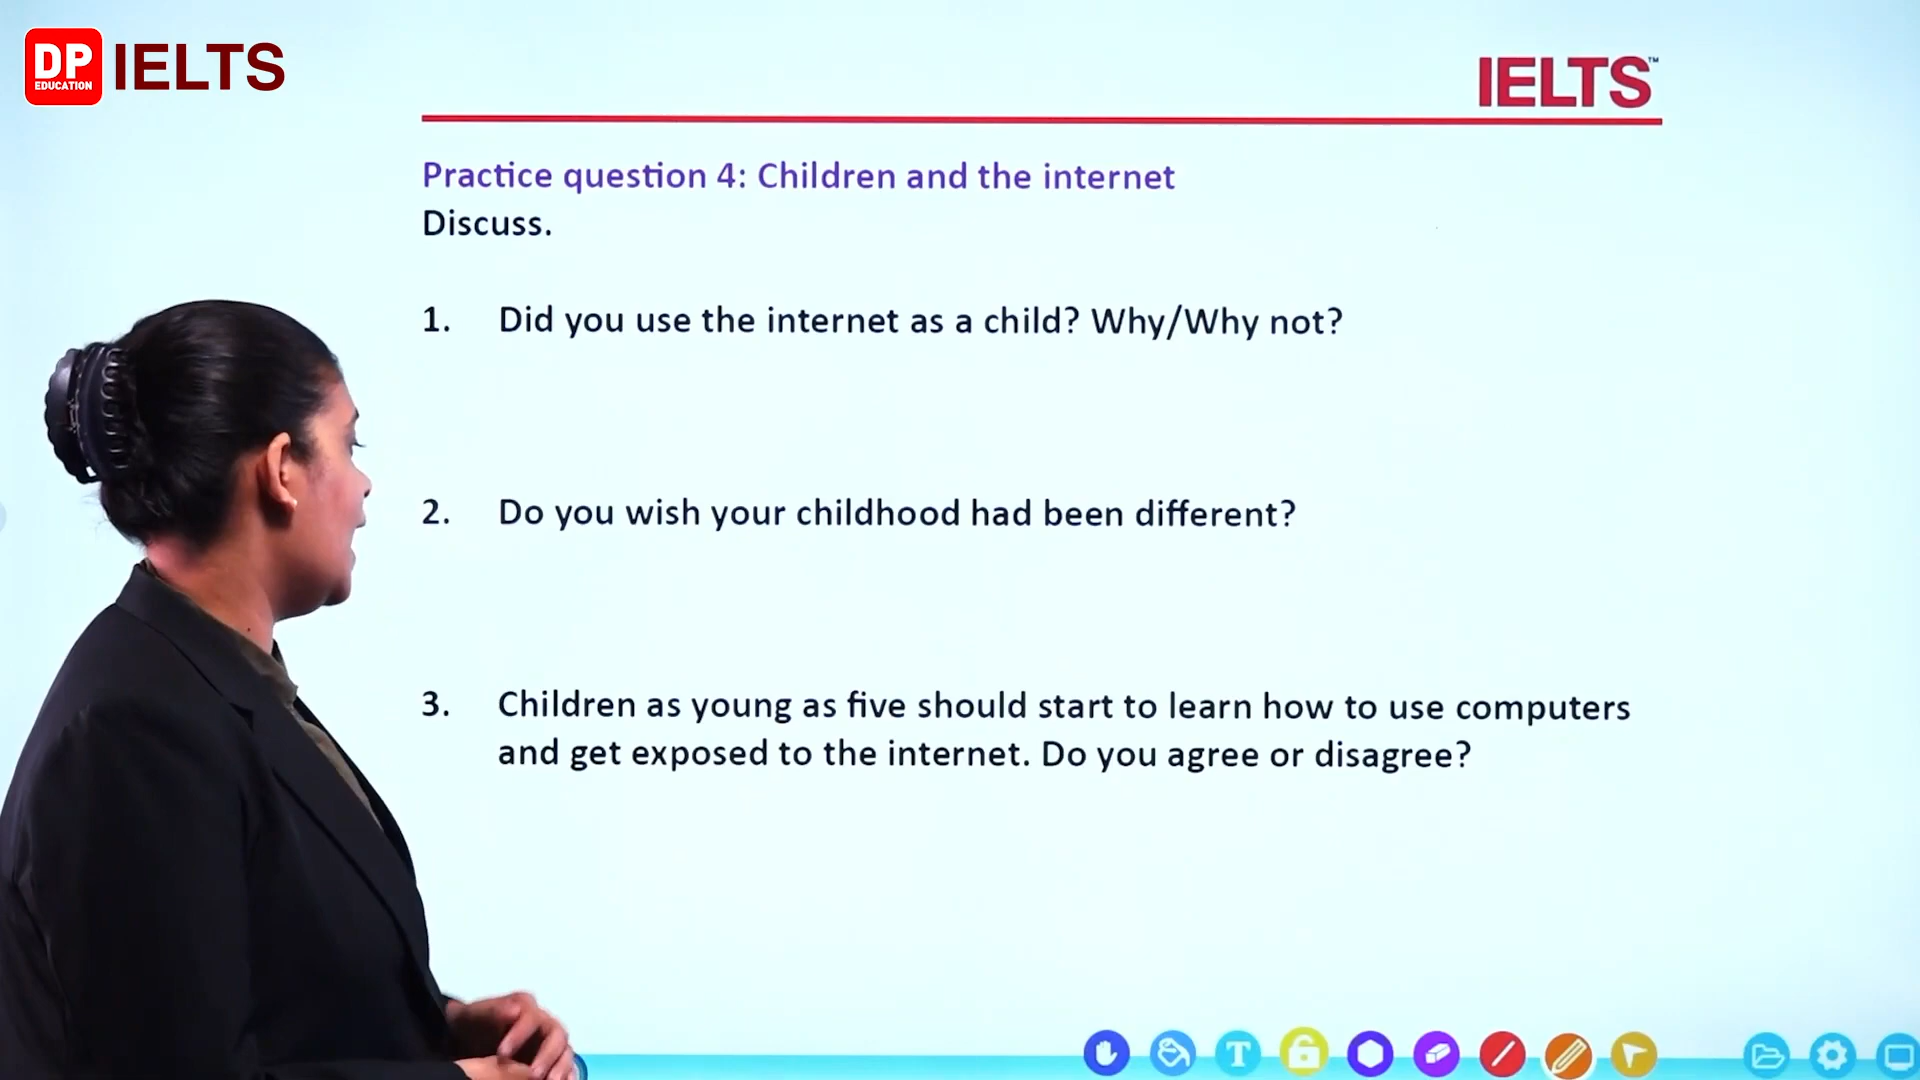 DP
EDUCATION
IELTS
IELTS™
Practice question 4: Children and the internet
Discuss.
1. Did you use the internet as a child? Why/Why not?
2. Do you wish your childhood had been different?
3. Children as young as five should start to learn how to use computers
and get exposed to the internet. Do you agree or disagree?
T